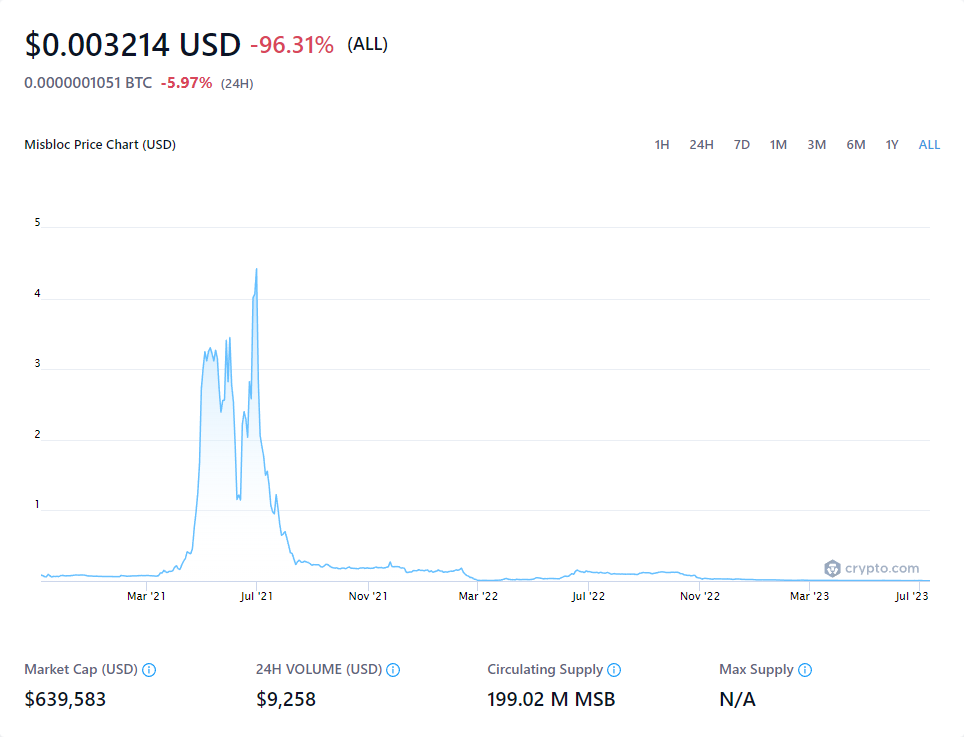 $0.003214 USD -96.31% (ALL)
0.0000001051 BTC -5.97% (24H)
Misbloc Price Chart (USD) 1H 24H 7D 1M 3M 6M 1Y ALL
5
4
3
2
1
crypto.com
Mar '21 Jul '21 Nov '21 Mar '22 Jul '22 Nov '22 Mar '23 Jul '23
Market Cap (USD) 24H VOLUME (USD) Circulating Supply Max Supply
$639,583 $9,258 199.02 M MSB N/A